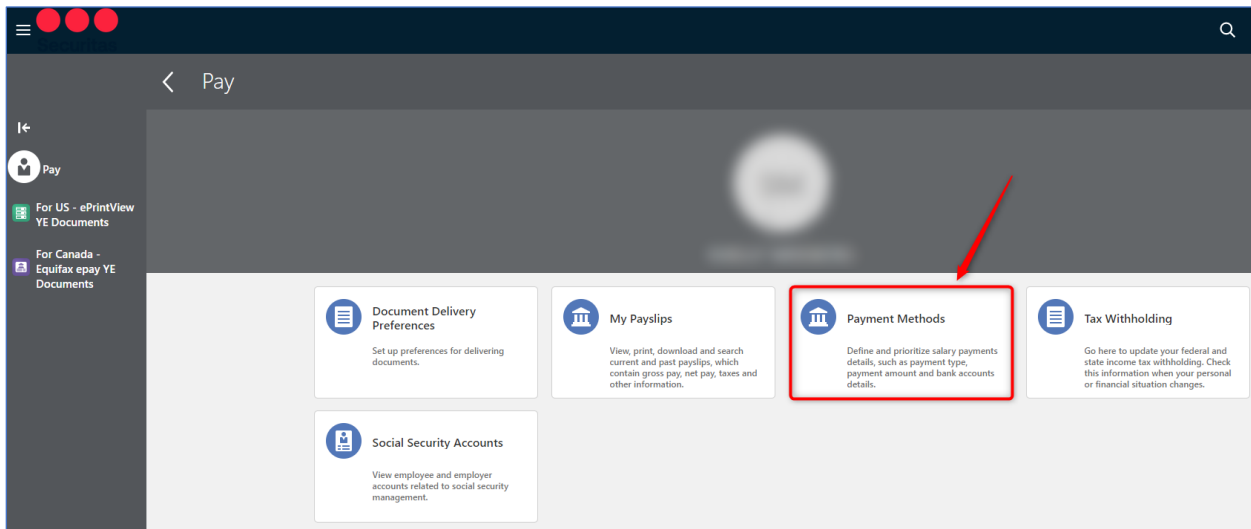 Securitas
Pay
Pay
For US - ePrintView
YE Documents
For Canada -
Equifax epay YE
Documents
Document Delivery
Preferences
Set up preferences for delivering
documents.
My Payslips
View, print, download and search
current and past payslips, which
contain gross pay, net pay, taxes and
other information.
Payment Methods
Define and prioritize salary payments
details, such as payment type,
payment amount and bank accounts
details.
Tax Withholding
Go here to update your federal and
state income tax withholding. Check
this information when your personal
or financial situation changes.
Social Security Accounts
View employee and employer
accounts related to social security
management.